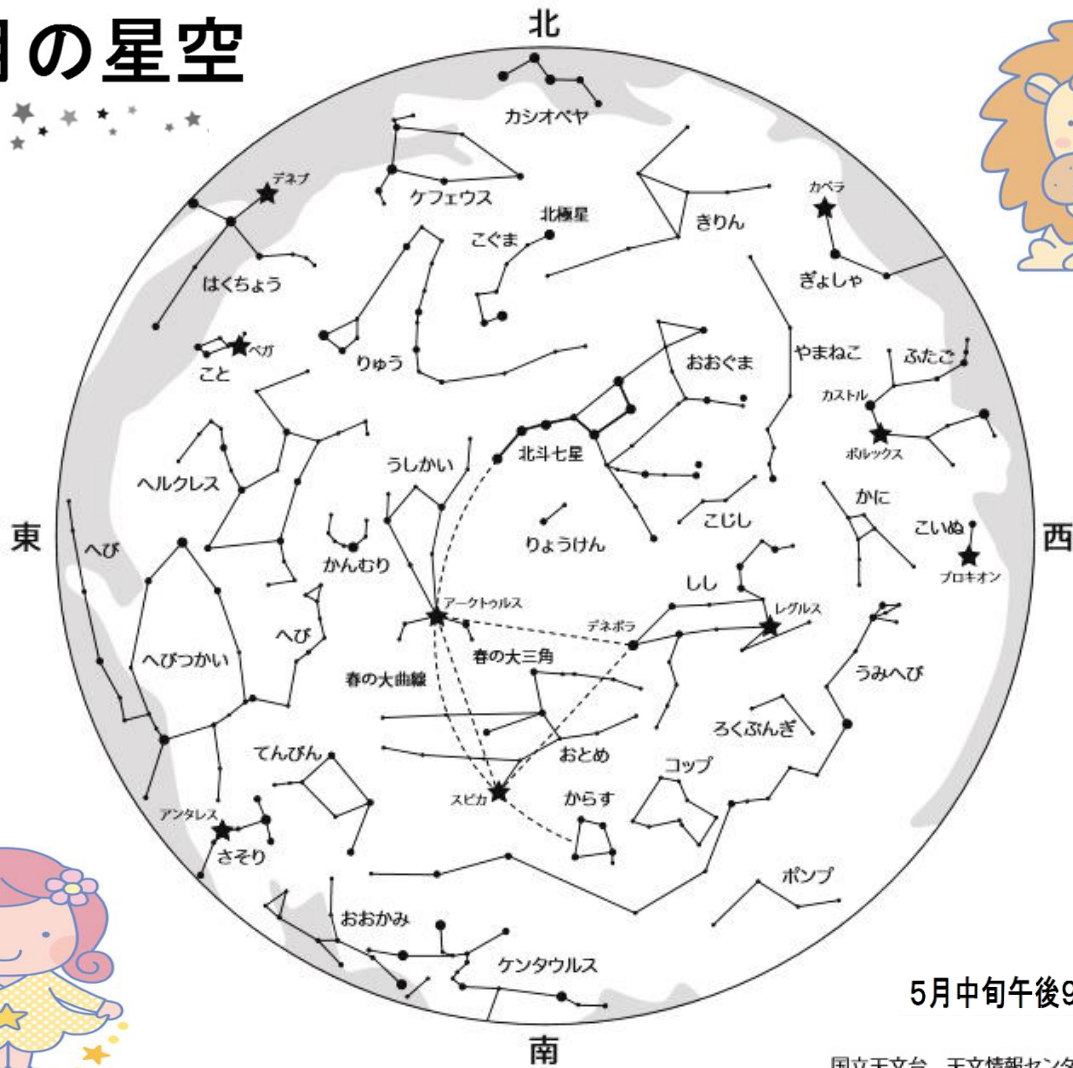 月の星空
北
カシオペヤ
ケフェウス
デネブ
はくちょう
北極星
こぐま
きりん
カペラ
ぎょしゃ
ベガ
こと
りゅう
おおぐま
やまねこ
ふたご
カストル
ポルックス
北斗七星
うしかい
ヘルクレス
かんむり
りょうけん
こじし
かに
こいぬ
プロキオン
東
西
へび
へび
へびつかい
アークトゥルス
デネボラ
しし
レグルス
春の大三角
春の大曲線
うみへび
ろくぶんぎ
おとめ
てんびん
スピカ
からす
コップ
アンタレス
さそり
ポンプ
おおかみ
ケンタウルス
南
5月中旬午後9
国立天文台 天文情報センタ